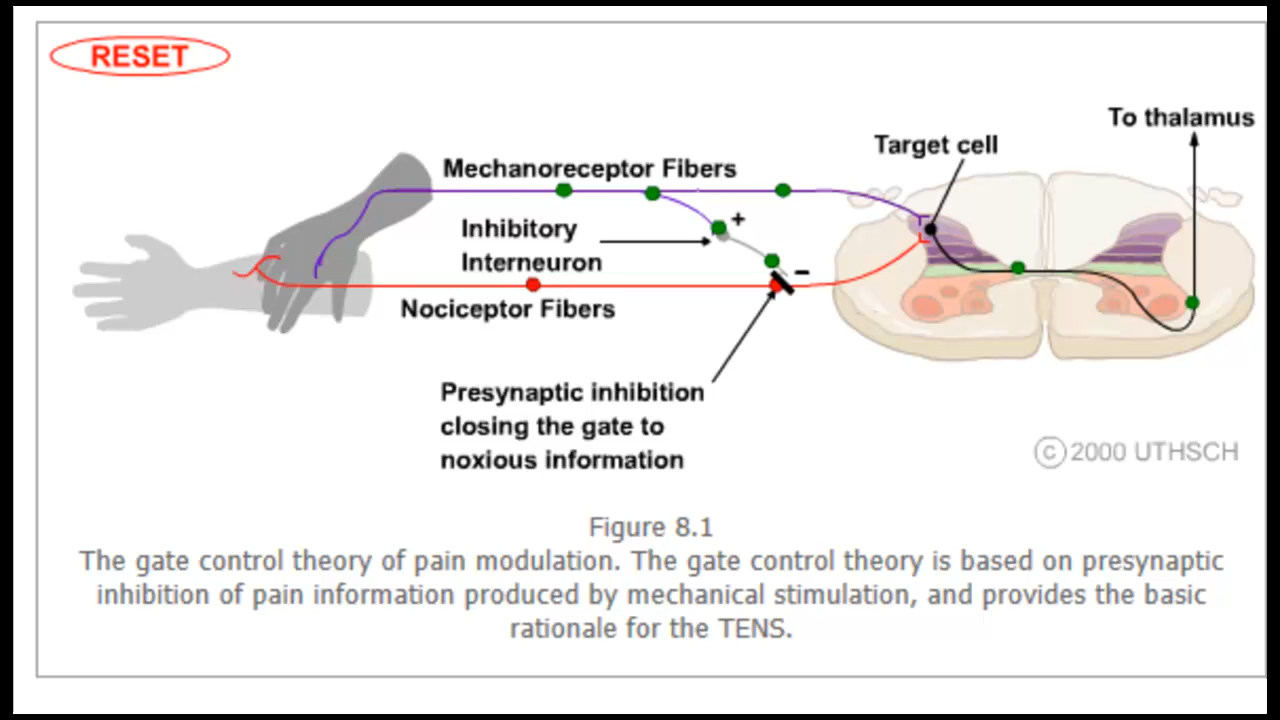 RESET
To thalamus
Target cell
Mechanoreceptor Fibers
+
Inhibitory
Interneuron
–
Nociceptor Fibers
Presynaptic inhibition
closing the gate to
noxious information
© 2000 UTHSCH
Figure 8.1
The gate control theory of pain modulation. The gate control theory is based on presynaptic
inhibition of pain information produced by mechanical stimulation, and provides the basic
rationale for the TENS.